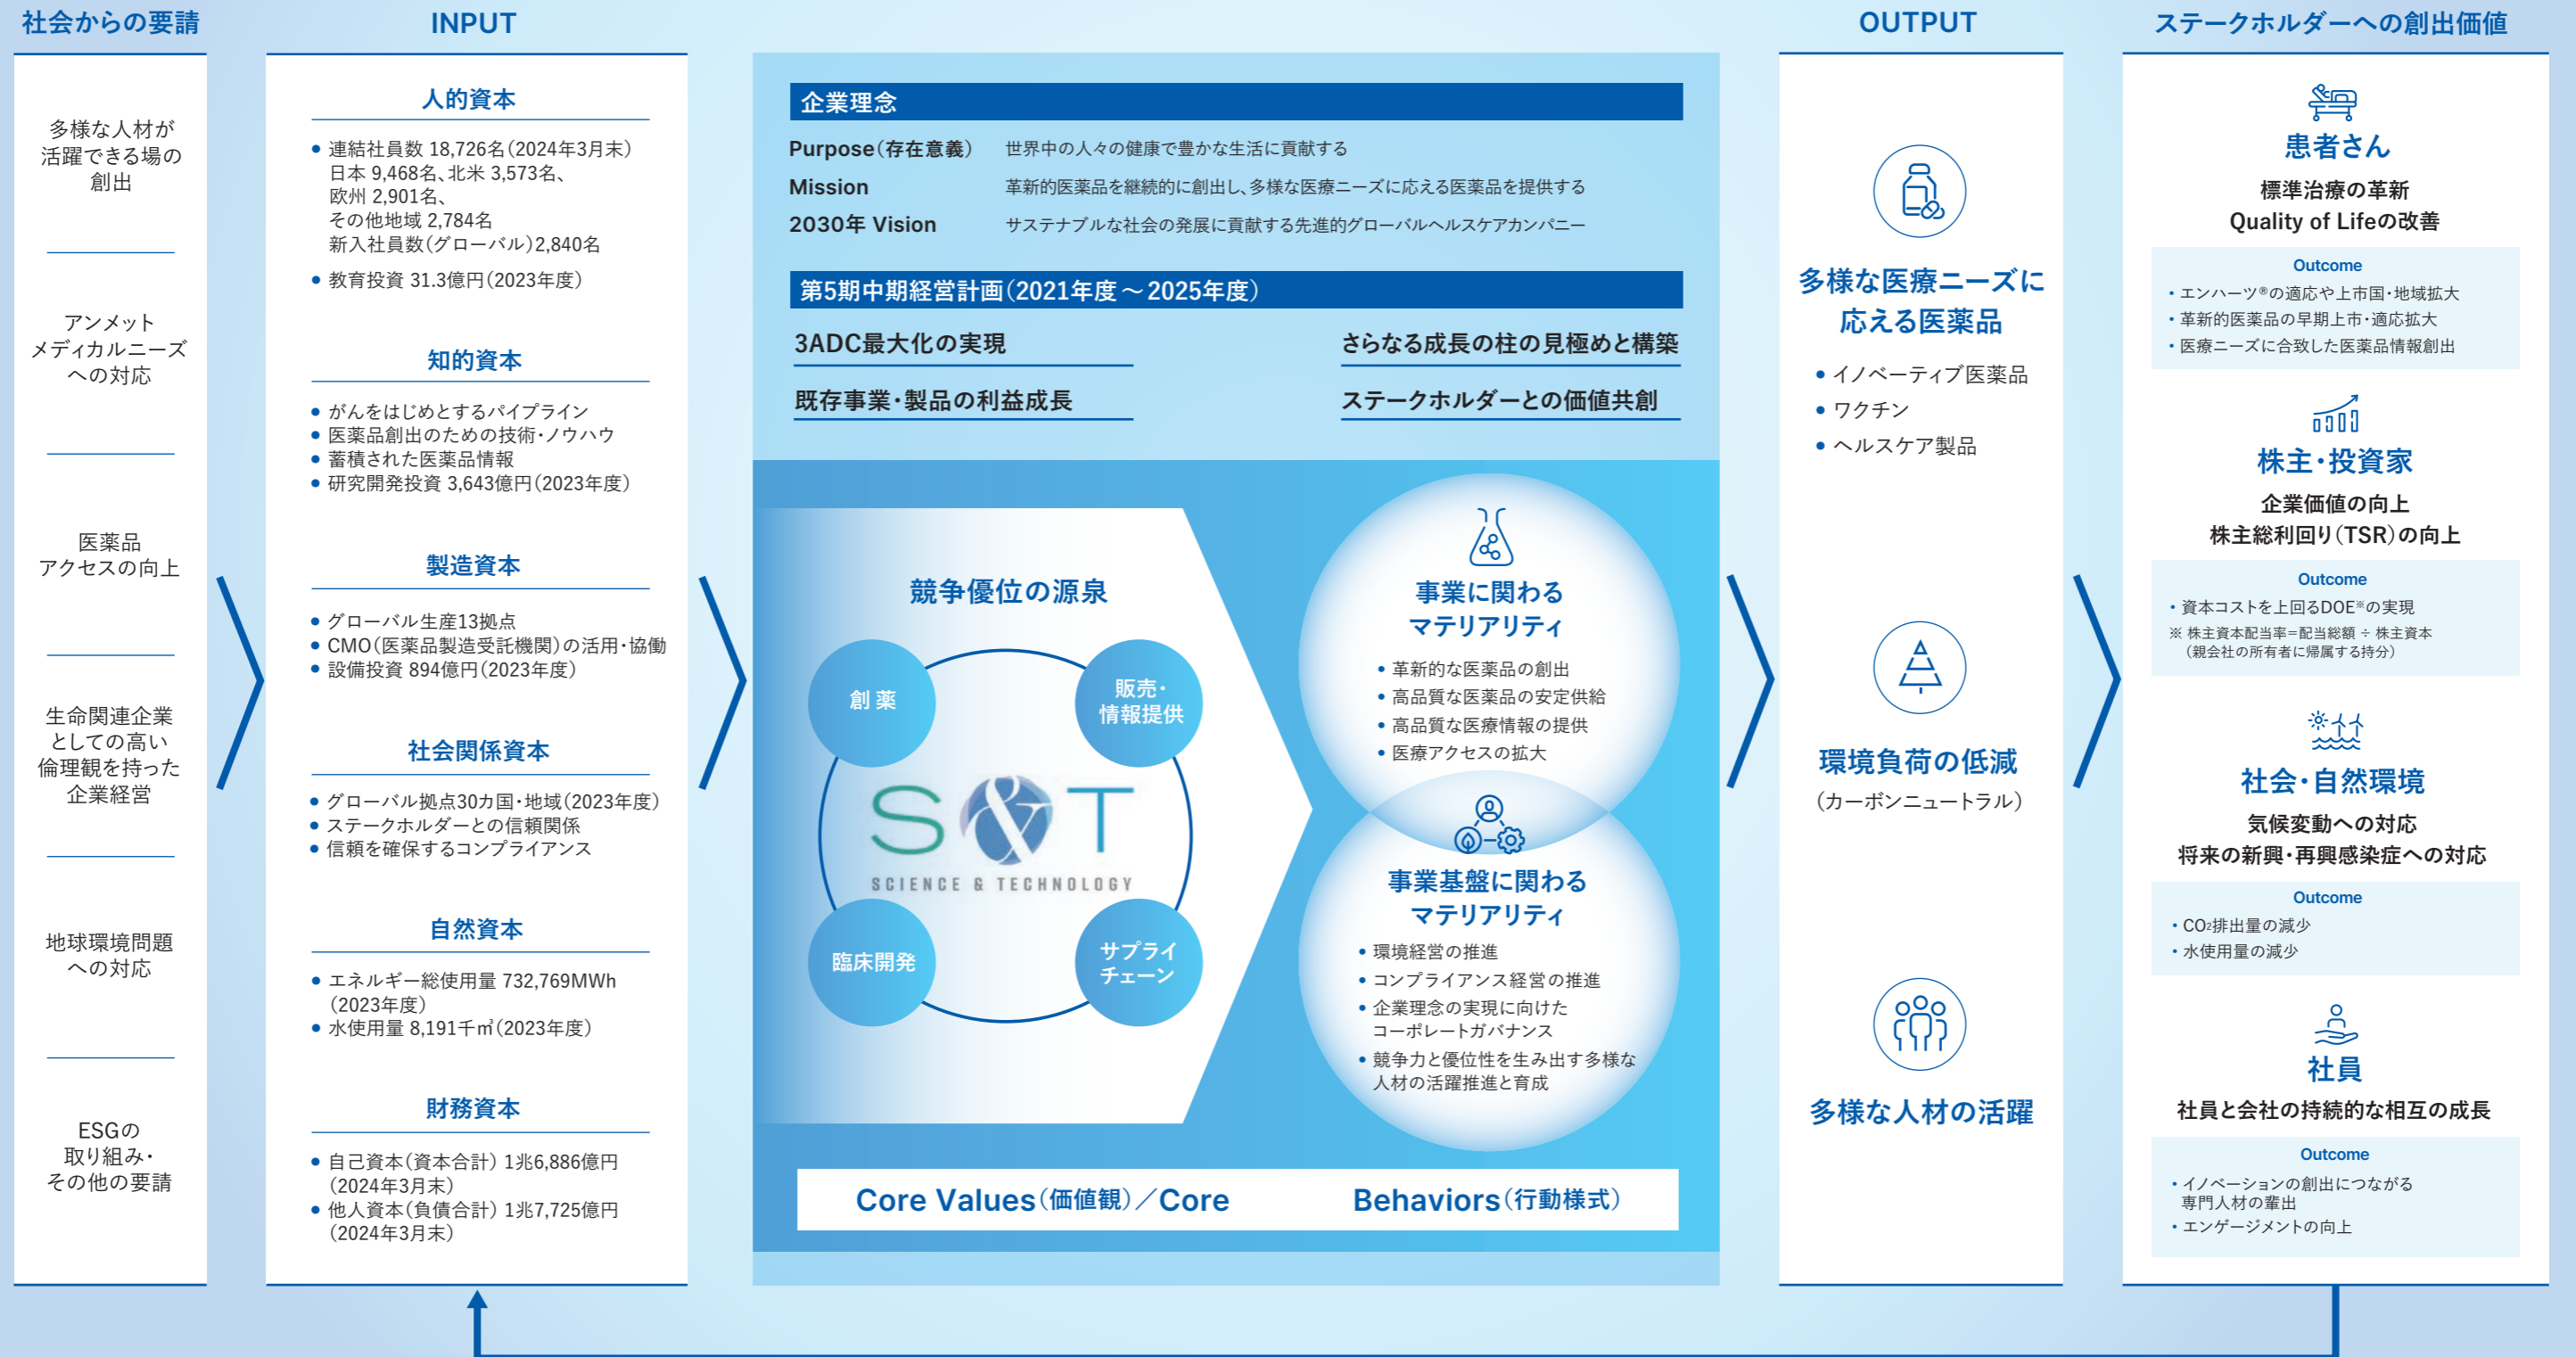 社会からの要請
多様な人材が
活躍できる場の
創出
アンメット
メディカルニーズ
への対応
医薬品
アクセスの向上
生命関連企業
としての高い
倫理観を持った
企業経営
地球環境問題
への対応
ESGの
取り組み・
その他の要請
INPUT
人的資本
• 連結社員数 18,726名(2024年3月末)
日本 9,468名、北米 3,573名、
欧州 2,901名、
その他地域 2,784名
新入社員数(グローバル)2,840名
• 教育投資 31.3億円(2023年度)
知的資本
• がんをはじめとするパイプライン
• 医薬品創出のための技術・ノウハウ
• 蓄積された医薬品情報
• 研究開発投資 3,643億円(2023年度)
製造資本
• グローバル生産13拠点
• CMO(医薬品製造受託機関)の活用・協働
• 設備投資 894億円(2023年度)
社会関係資本
• グローバル拠点30カ国・地域(2023年度)
• ステークホルダーとの信頼関係
• 信頼を確保するコンプライアンス
自然資本
• エネルギー総使用量 732,769MWh
(2023年度)
• 水使用量 8,191千㎥(2023年度)
財務資本
• 自己資本(資本合計) 1兆6,886億円
(2024年3月末)
• 他人資本(負債合計) 1兆7,725億円
(2024年3月末)
企業理念
Purpose(存在意義) 世界中の人々の健康で豊かな生活に貢献する
Mission 革新的医薬品を継続的に創出し、多様な医療ニーズに応える医薬品を提供する
2030年 Vision サステナブルな社会の発展に貢献する先進的グローバルヘルスケアカンパニー
第5期中期経営計画(2021年度〜2025年度)
3ADC最大化の実現 さらなる成長の柱の見極めと構築
既存事業・製品の利益成長 ステークホルダーとの価値共創
競争優位の源泉
創薬
販売・
情報提供
S&T
SCIENCE & TECHNOLOGY
臨床開発
サプライ
チェーン
事業に関わる
マテリアリティ
• 革新的な医薬品の創出
• 高品質な医薬品の安定供給
• 高品質な医療情報の提供
• 医療アクセスの拡大
事業基盤に関わる
マテリアリティ
• 環境経営の推進
• コンプライアンス経営の推進
• 企業理念の実現に向けた
コーポレートガバナンス
• 競争力と優位性を生み出す多様な
人材の活躍推進と育成
Core Values(価値観)／Core Behaviors(行動様式)
OUTPUT
多様な医療ニーズに
応える医薬品
• イノベーティブ医薬品
• ワクチン
• ヘルスケア製品
環境負荷の低減
(カーボンニュートラル)
多様な人材の活躍
ステークホルダーへの創出価値
患者さん
標準治療の革新
Quality of Lifeの改善
Outcome
・エンハーツ®の適応や上市国・地域拡大
・革新的医薬品の早期上市・適応拡大
・医療ニーズに合致した医薬品情報創出
株主・投資家
企業価値の向上
株主総利回り(TSR)の向上
Outcome
・資本コストを上回るDOE※の実現
※ 株主資本配当率=配当総額 ÷ 株主資本
(親会社の所有者に帰属する持分)
社会・自然環境
気候変動への対応
将来の新興・再興感染症への対応
Outcome
・CO₂排出量の減少
・水使用量の減少
社員
社員と会社の持続的な相互の成長
Outcome
・イノベーションの創出につながる
専門人材の輩出
・エンゲージメントの向上